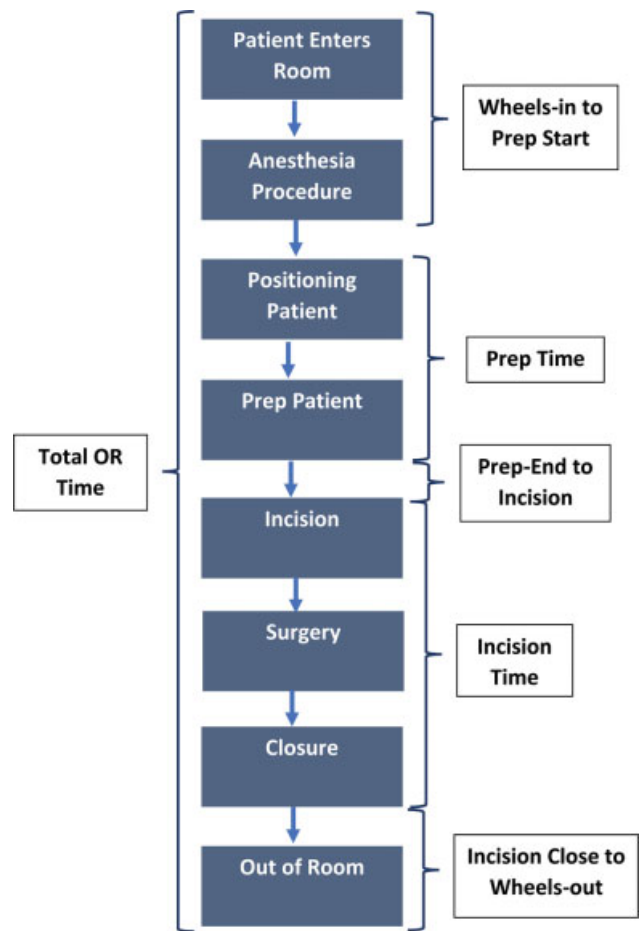 Patient Enters
Room
Wheels-in to
Prep Start
Anesthesia
Procedure
Positioning
Patient
Prep Time
Prep Patient
Total OR
Time
Prep-End to
Incision
Incision
Surgery
Incision
Time
Closure
Out of Room
Incision Close to
Wheels-out